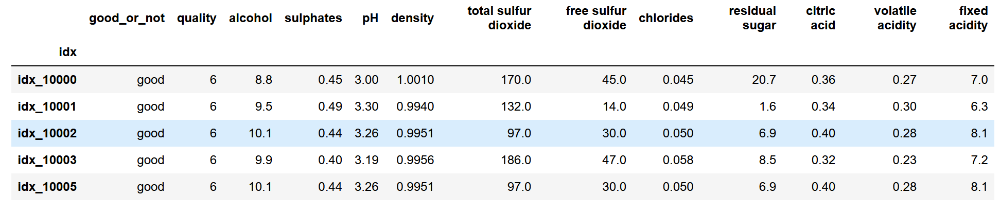 good_or_not quality alcohol sulphates pH density total sulfur dioxide free sulfur dioxide chlorides residual sugar citric acid volatile acidity fixed acidity
idx
idx_10000 good 6 8.8 0.45 3.00 1.0010 170.0 45.0 0.045 20.7 0.36 0.27 7.0
idx_10001 good 6 9.5 0.49 3.30 0.9940 132.0 14.0 0.049 1.6 0.34 0.30 6.3
idx_10002 good 6 10.1 0.44 3.26 0.9951 97.0 30.0 0.050 6.9 0.40 0.28 8.1
idx_10003 good 6 9.9 0.40 3.19 0.9956 186.0 47.0 0.058 8.5 0.32 0.23 7.2
idx_10005 good 6 10.1 0.44 3.26 0.9951 97.0 30.0 0.050 6.9 0.40 0.28 8.1